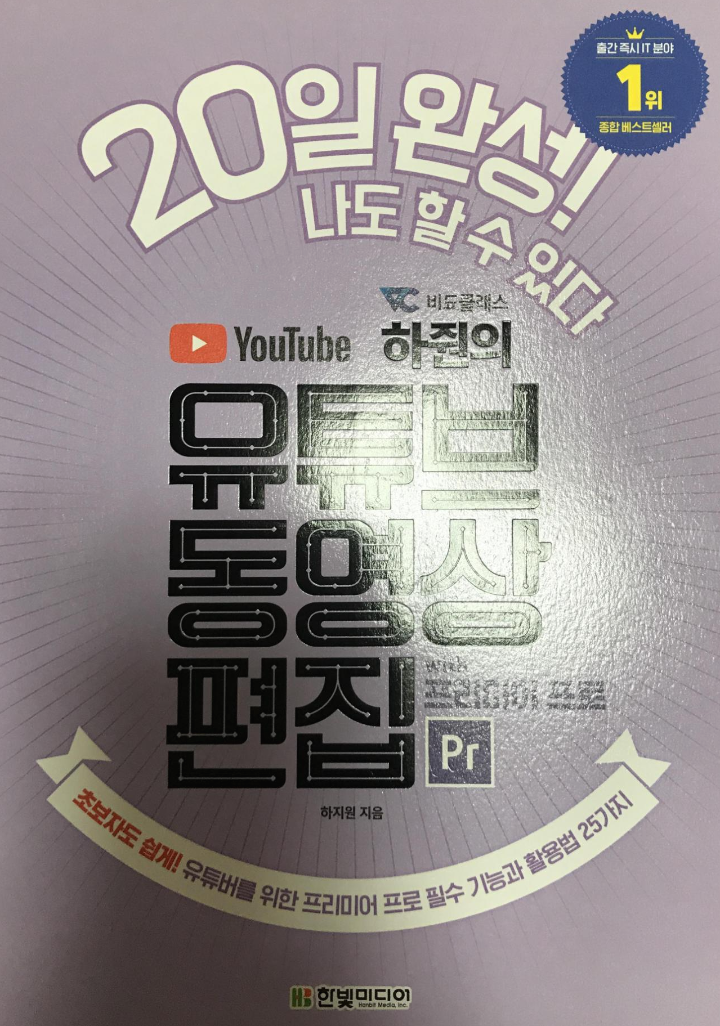 출간 즉시 IT 분야
1위
종합 베스트셀러
20일 완성!
나도 할 수 있다
VC 비됴클래스
YouTube 하줜의
유튜브
동영상
편집
with
프리미어 프로
Pr
하지원 지음
초보자도 쉽게! 유튜버를 위한 프리미어 프로 필수 기능과 활용법 25가지
HB 한빛미디어
Hanbit Media, Inc.